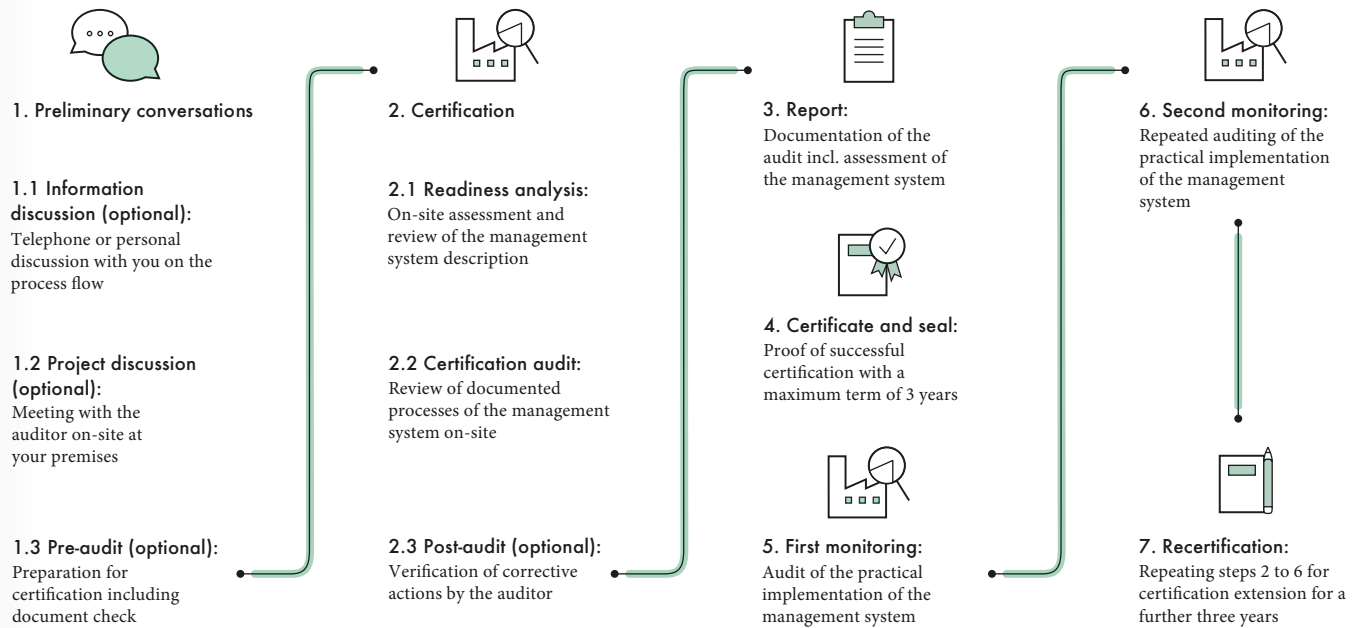 1. Preliminary conversations
1.1 Information
discussion (optional):
Telephone or personal
discussion with you on the
process flow
1.2 Project discussion
(optional):
Meeting with the
auditor on-site at
your premises
1.3 Pre-audit (optional):
Preparation for
certification including
document check
2. Certification
2.1 Readiness analysis:
On-site assessment and
review of the management
system description
2.2 Certification audit:
Review of documented
processes of the management
system on-site
2.3 Post-audit (optional):
Verification of corrective
actions by the auditor
3. Report:
Documentation of the
audit incl. assessment of
the management system
4. Certificate and seal:
Proof of successful
certification with a
maximum term of 3 years
5. First monitoring:
Audit of the practical
implementation of the
management system
6. Second monitoring:
Repeated auditing of the
practical implementation
of the management
system
7. Recertification:
Repeating steps 2 to 6 for
certification extension for a
further three years